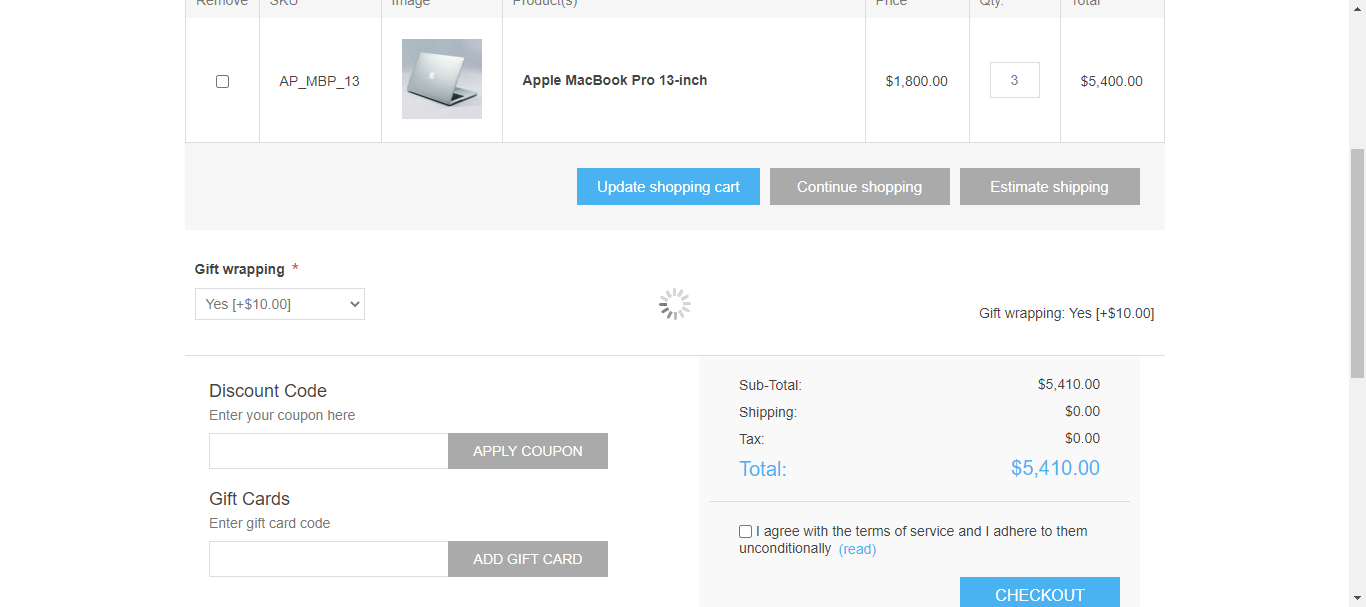 Remove SKU Image Product(s) Price Qty. Total
AP_MBP_13 Apple MacBook Pro 13-inch $1,800.00 3 $5,400.00
Update shopping cart Continue shopping Estimate shipping
Gift wrapping *
Yes [+$10.00]
Gift wrapping: Yes [+$10.00]
Discount Code
Enter your coupon here
APPLY COUPON
Gift Cards
Enter gift card code
ADD GIFT CARD
Sub-Total: $5,410.00
Shipping: $0.00
Tax: $0.00
Total: $5,410.00
I agree with the terms of service and I adhere to them
unconditionally (read)
CHECKOUT